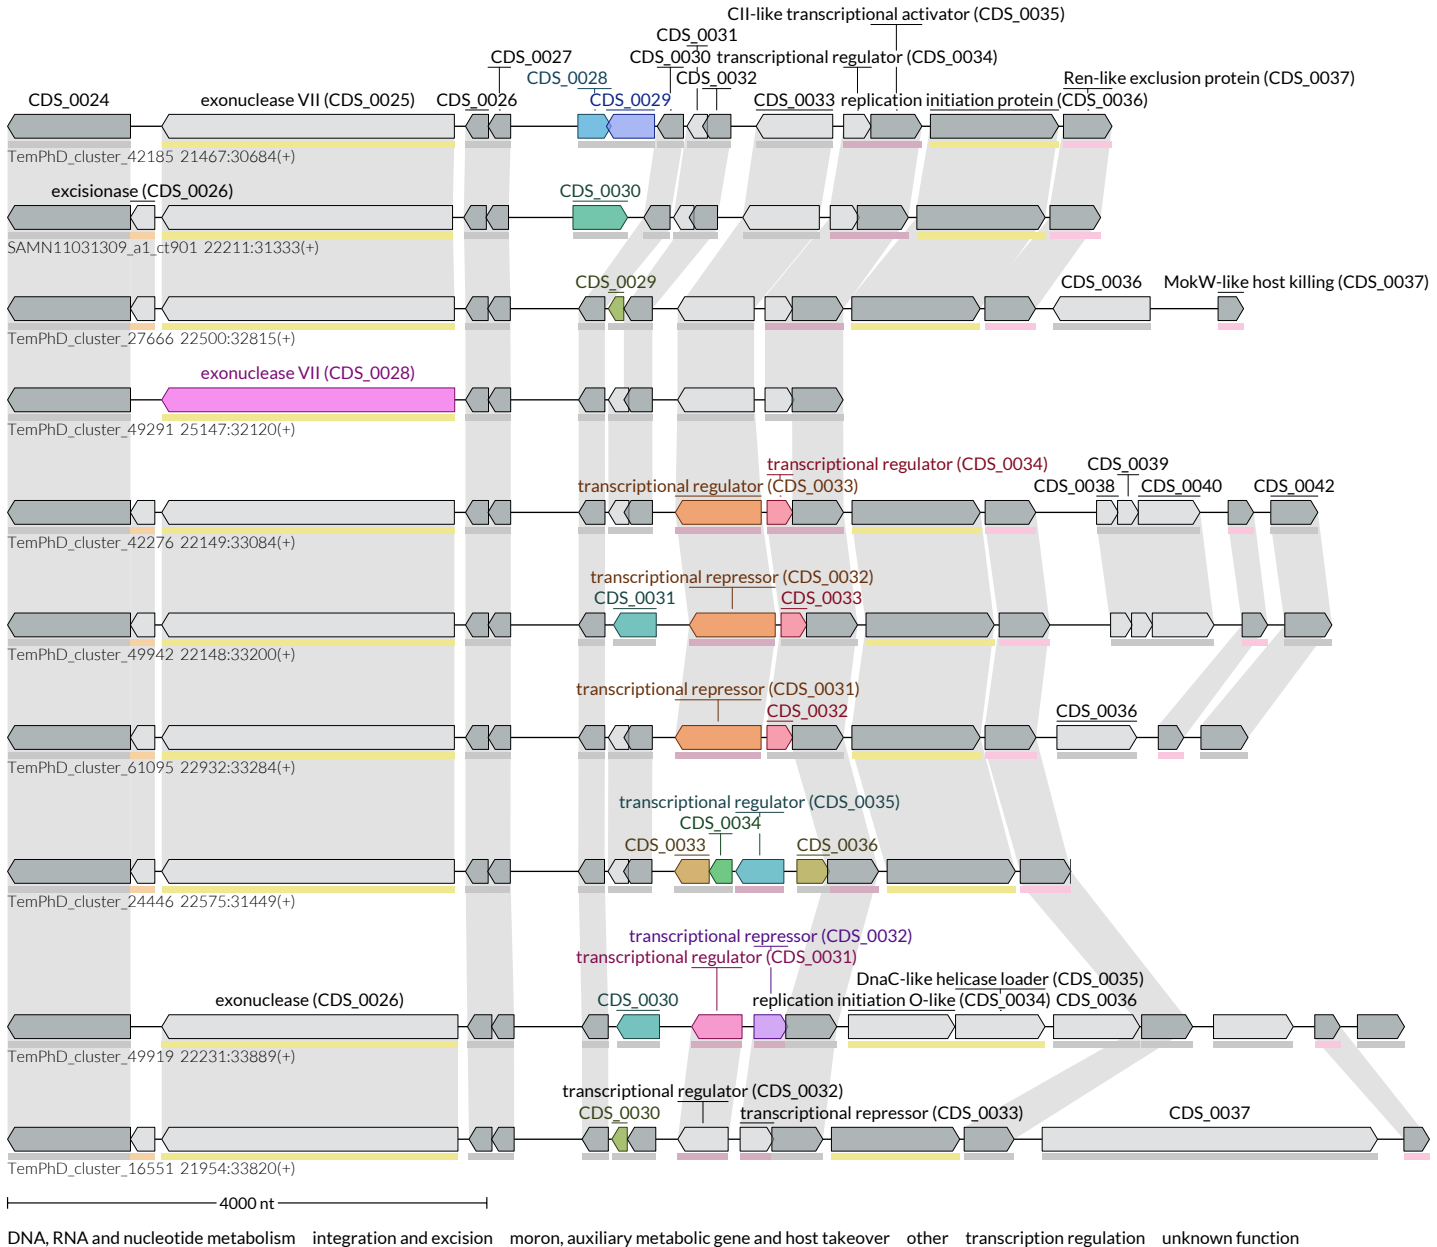 CII-like transcriptional activator (CDS_0035)
CDS_0031
CDS_0027
CDS_0030 transcriptional regulator (CDS_0034)
CDS_0028
CDS_0032
Ren-like exclusion protein (CDS_0037)
CDS_0024
exonuclease VII (CDS_0025)
CDS_0026
CDS_0029
CDS_0033
replication initiation protein (CDS_0036)
TemPhD_cluster_42185 21467:30684(+)
excisionase (CDS_0026)
CDS_0030
SAMN11031309_a1_ct901 22211:31333(+)
CDS_0029
CDS_0036
MokW-like host killing (CDS_0037)
TemPhD_cluster_27666 22500:32815(+)
exonuclease VII (CDS_0028)
TemPhD_cluster_49291 25147:32120(+)
transcriptional regulator (CDS_0034)
CDS_0039
transcriptional regulator (CDS_0033)
CDS_0038
CDS_0040
CDS_0042
TemPhD_cluster_42276 22149:33084(+)
transcriptional repressor (CDS_0032)
CDS_0031
CDS_0033
TemPhD_cluster_49942 22148:33200(+)
transcriptional repressor (CDS_0031)
CDS_0032
CDS_0036
TemPhD_cluster_61095 22932:33284(+)
transcriptional regulator (CDS_0035)
CDS_0034
CDS_0033
CDS_0036
TemPhD_cluster_24446 22575:31449(+)
transcriptional repressor (CDS_0032)
transcriptional regulator (CDS_0031)
DnaC-like helicase loader (CDS_0035)
exonuclease (CDS_0026)
CDS_0030
replication initiation O-like (CDS_0034)
CDS_0036
TemPhD_cluster_49919 22231:33889(+)
transcriptional regulator (CDS_0032)
CDS_0030
transcriptional repressor (CDS_0033)
CDS_0037
TemPhD_cluster_16551 21954:33820(+)
4000 nt
DNA, RNA and nucleotide metabolism integration and excision moron, auxiliary metabolic gene and host takeover other transcription regulation unknown function